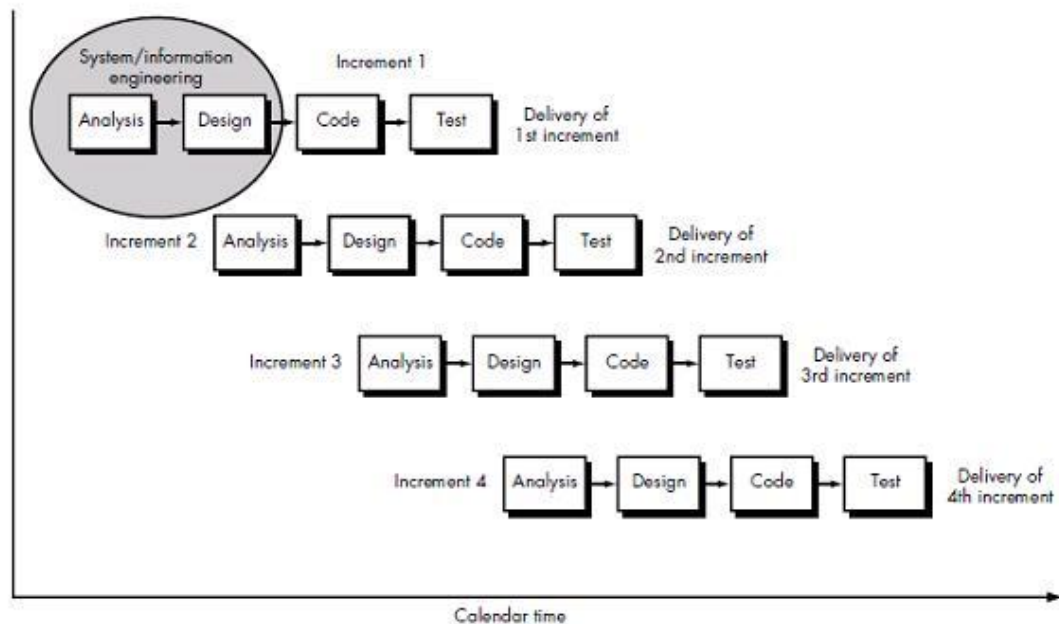 System/information
engineering
Increment 1
Analysis
Design
Code
Test
Delivery of
1st increment
Increment 2
Analysis
Design
Code
Test
Delivery of
2nd increment
Increment 3
Analysis
Design
Code
Test
Delivery of
3rd increment
Increment 4
Analysis
Design
Code
Test
Delivery of
4th increment
Calendar time